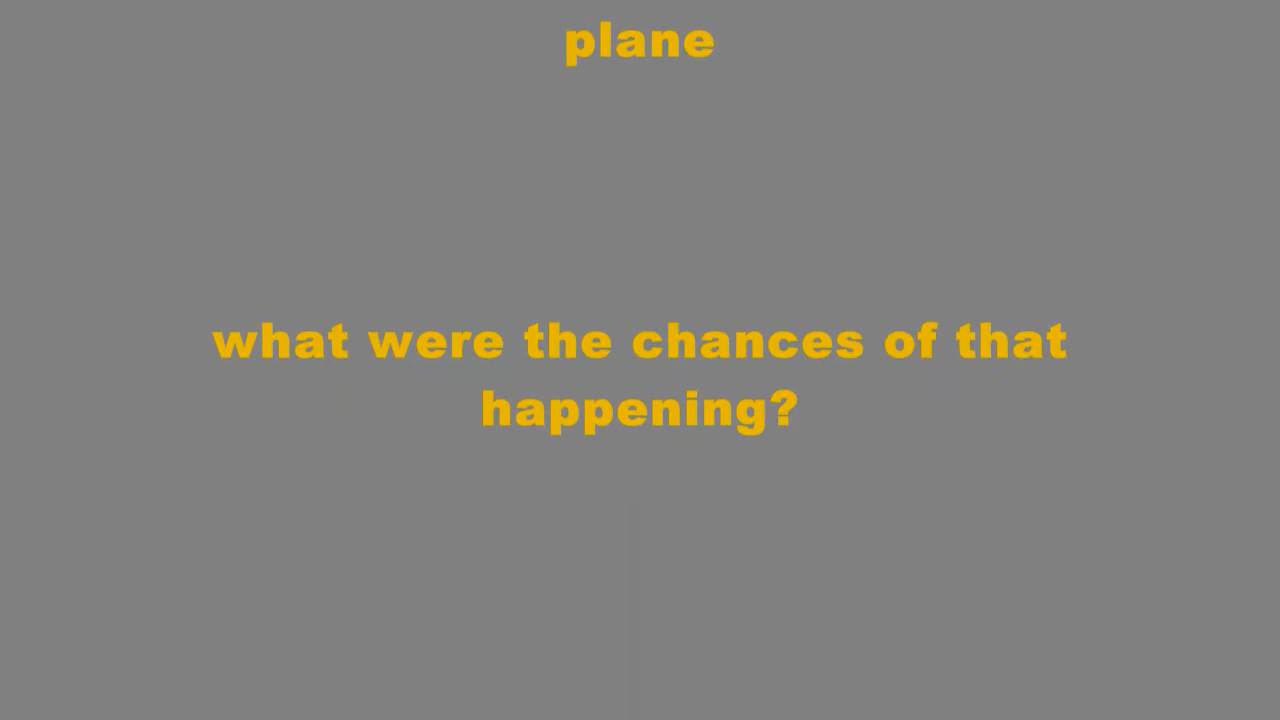 plane
what were the chances of that
happening?